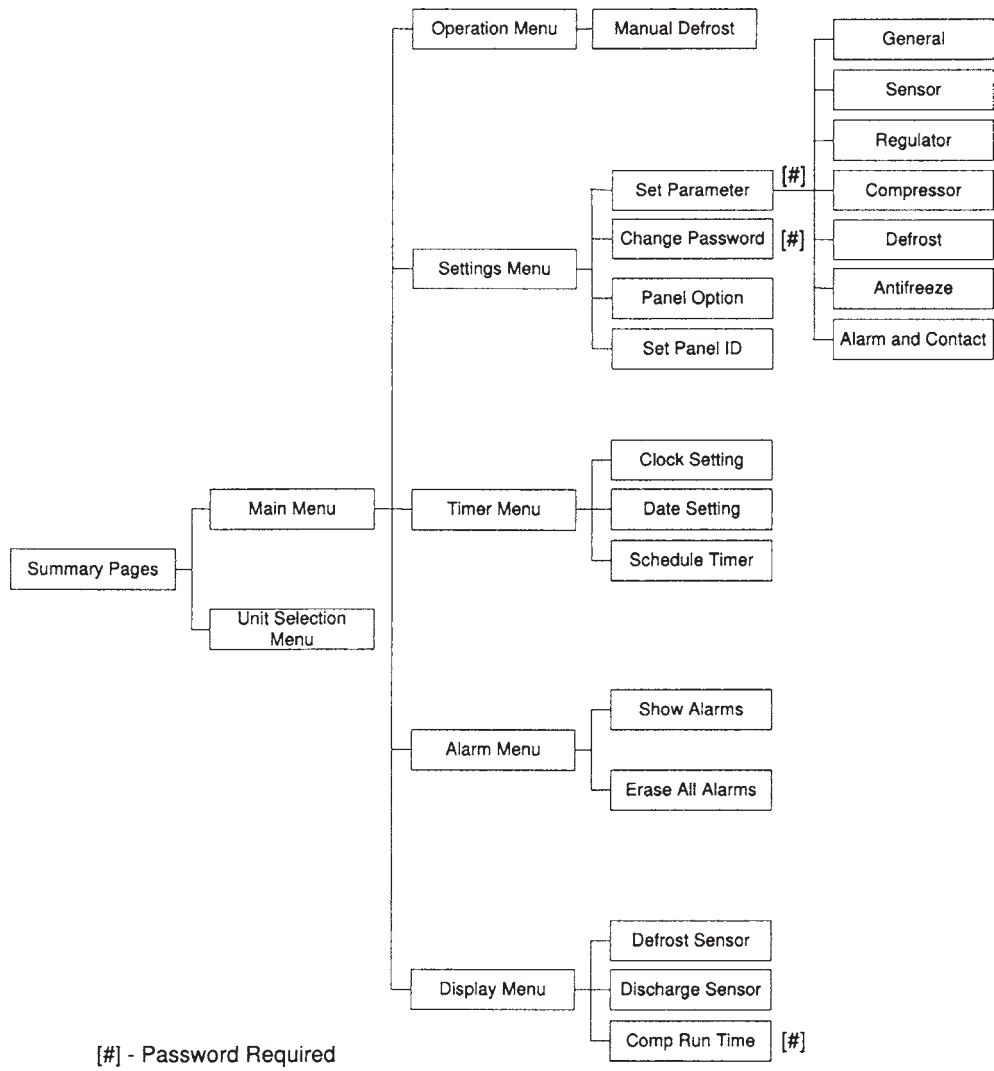 Operation Menu
Manual Defrost
General
Sensor
Regulator
Set Parameter
[#]
Compressor
Change Password
[#]
Defrost
Settings Menu
Panel Option
Antifreeze
Set Panel ID
Alarm and Contact
Clock Setting
Main Menu
Timer Menu
Date Setting
Summary Pages
Schedule Timer
Unit Selection
Menu
Show Alarms
Alarm Menu
Erase All Alarms
Defrost Sensor
Display Menu
Discharge Sensor
Comp Run Time
[#]
[#] - Password Required